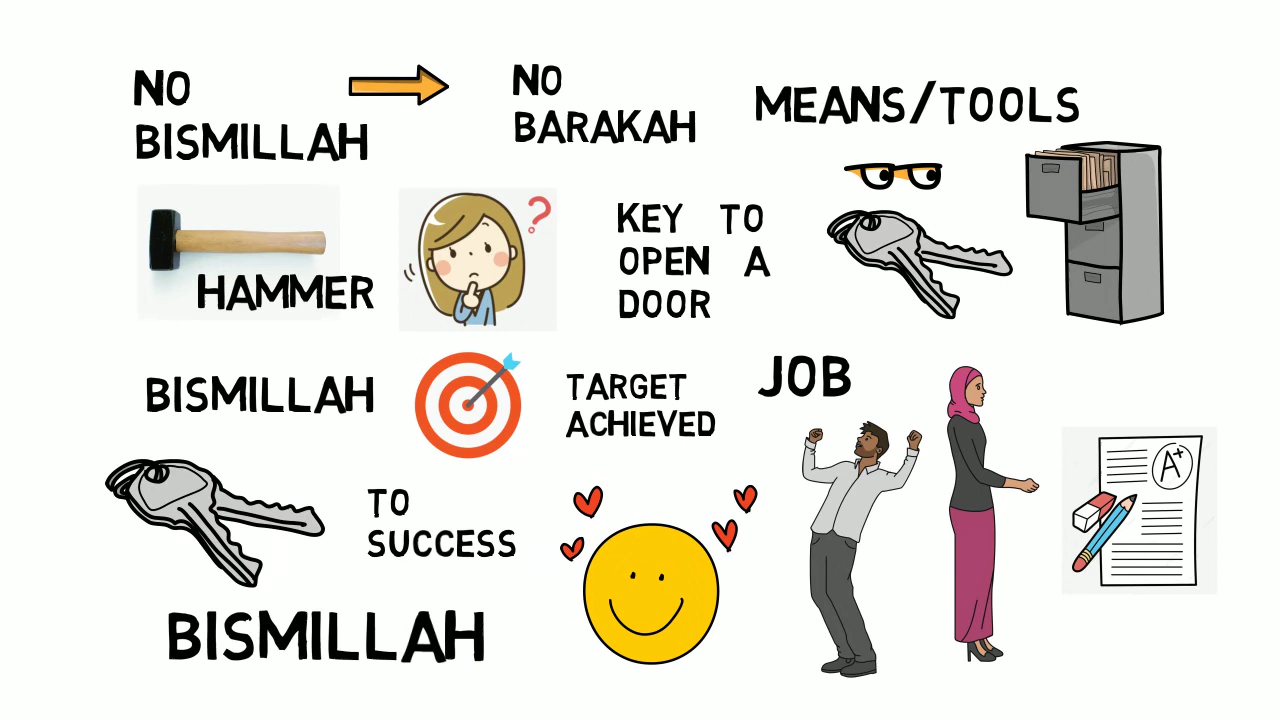 NO
BISMILLAH
NO
BARAKAH
MEANS/TOOLS
HAMMER
?
KEY TO
OPEN A
DOOR
BISMILLAH
TARGET
ACHIEVED
JOB
A+
TO
SUCCESS
BISMILLAH